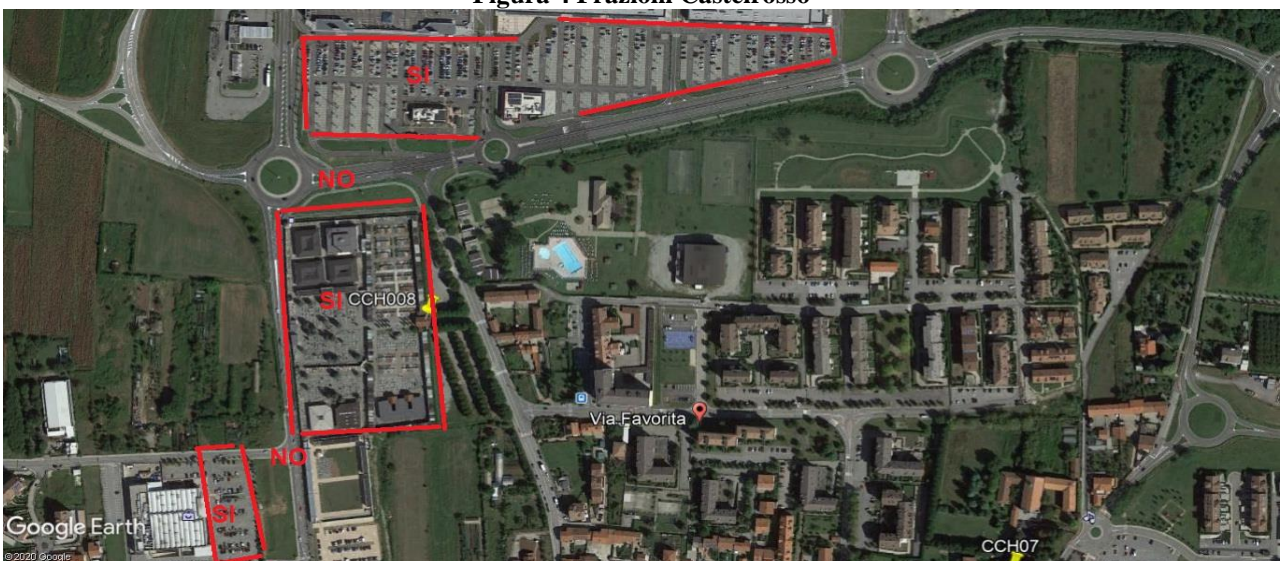 Figura 4 Frazioni Castelrosso
SI
NO
SI CCH008
Via Favorita
NO
SI
Google Earth
CCH07
© 2020 Google